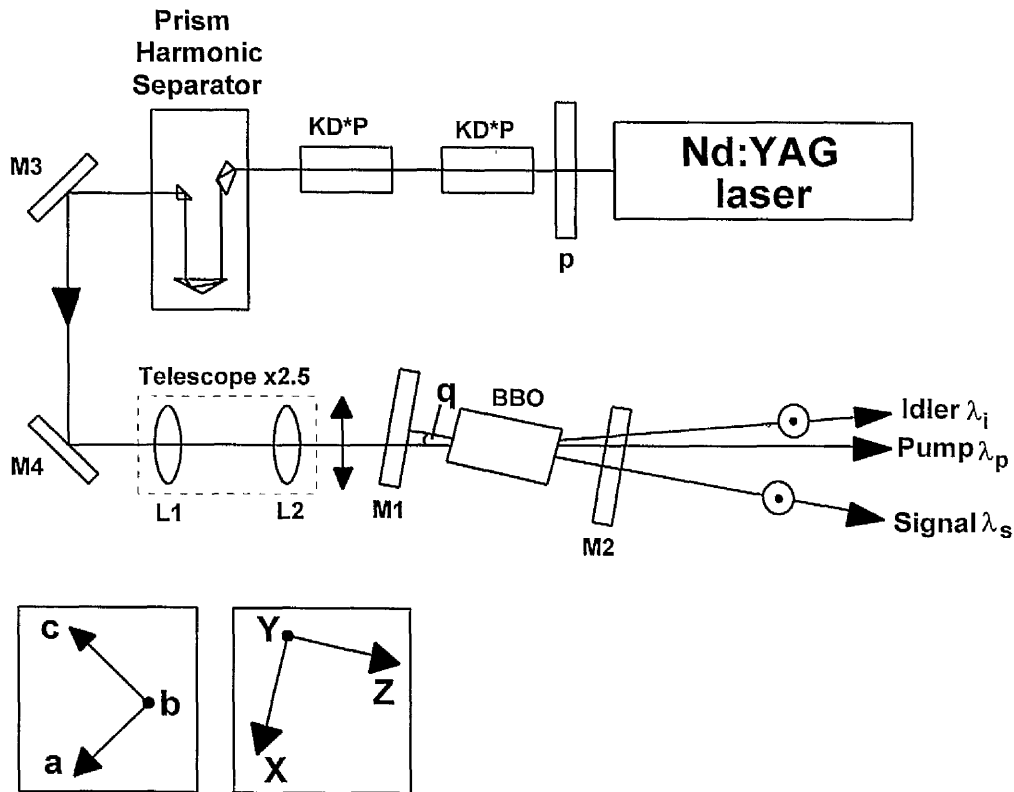 Prism
Harmonic
Separator
KD*P
KD*P
Nd:YAG
laser
M3
p
Telescope x2.5
q
BBO
Idler λi
Pump λp
M4
L1
L2
M1
M2
Signal λs
c
b
a
Y
Z
X